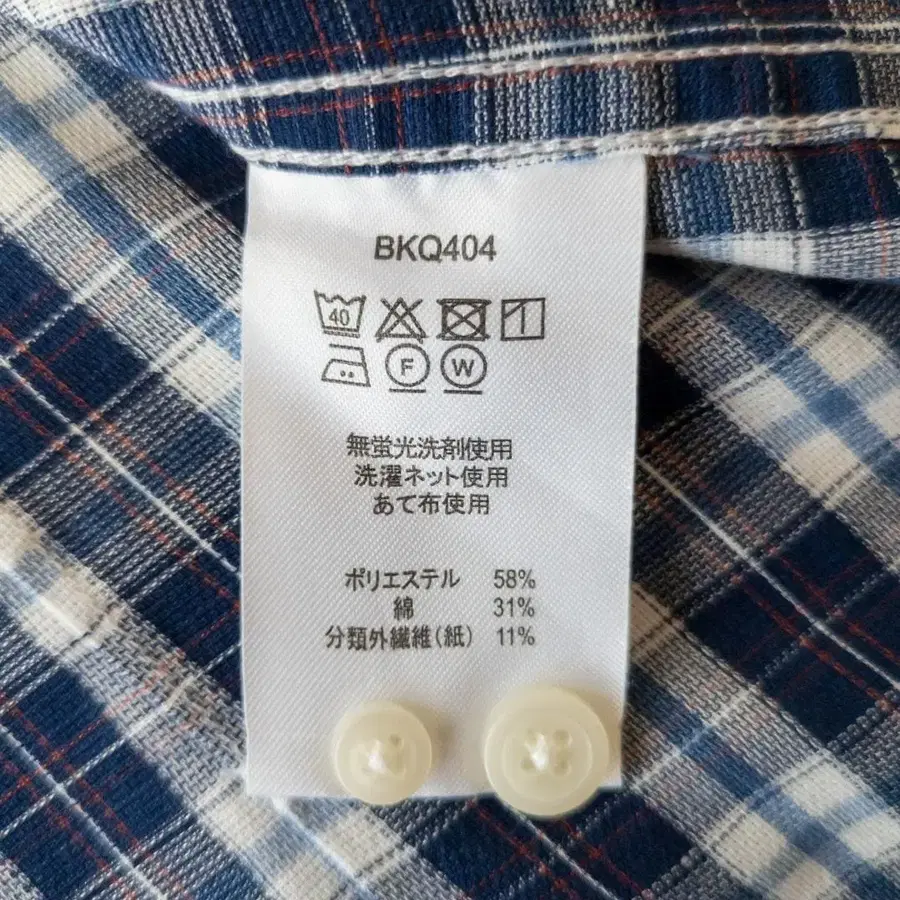 BKQ404
40
F W
無蛍光洗剤使用
洗濯ネット使用
あて布使用
ポリエステル 58%
綿 31%
分類外繊維(紙) 11%